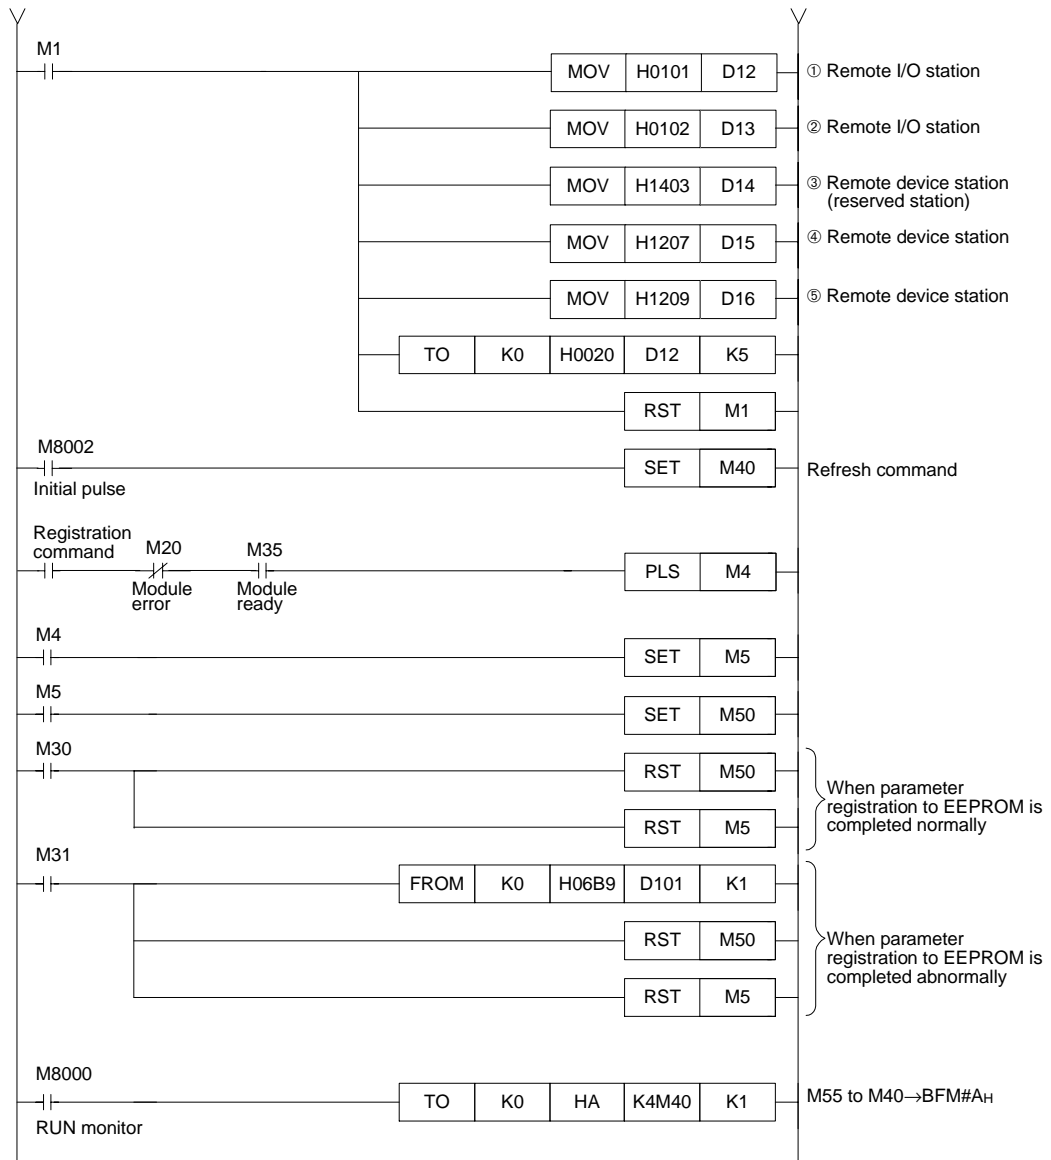 M1
MOV H0101 D12 ① Remote I/O station
MOV H0102 D13 ② Remote I/O station
MOV H1403 D14 ③ Remote device station
(reserved station)
MOV H1207 D15 ④ Remote device station
MOV H1209 D16 ⑤ Remote device station
TO K0 H0020 D12 K5
RST M1
M8002
SET M40 Refresh command
Initial pulse
Registration
command M20 M35
PLS M4
Module Module
error ready
M4
SET M5
M5
SET M50
M30
RST M50
When parameter
registration to EEPROM is
completed normally
RST M5
M31
FROM K0 H06B9 D101 K1
RST M50
When parameter
registration to EEPROM is
completed abnormally
RST M5
M8000
TO K0 HA K4M40 K1 M55 to M40→BFM#AH
RUN monitor